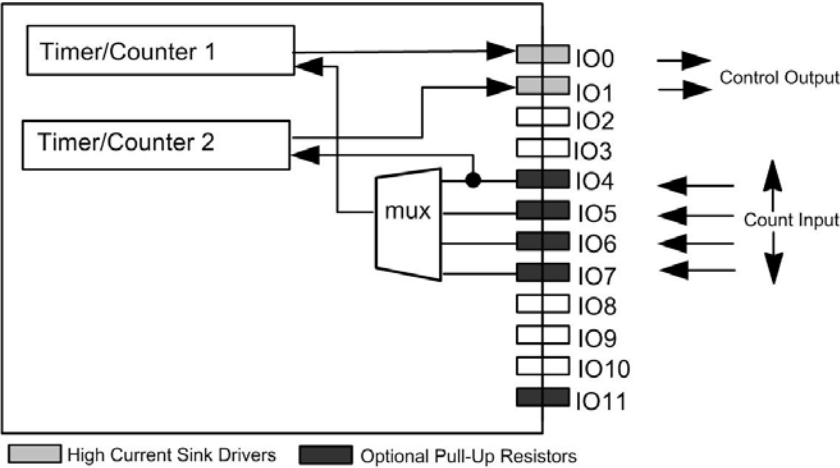 Timer/Counter 1
Timer/Counter 2
mux
IO0
IO1
IO2
IO3
IO4
IO5
IO6
IO7
IO8
IO9
IO10
IO11
Control Output
Count Input
High Current Sink Drivers
Optional Pull-Up Resistors